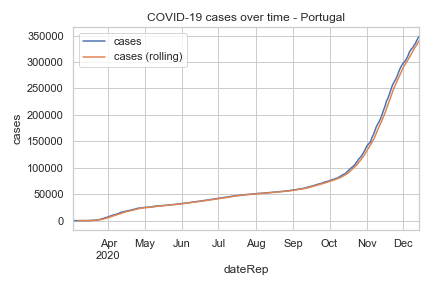 COVID-19 cases over time - Portugal
cases
cases (rolling)
350000
300000
250000
200000
150000
100000
50000
0
cases
Apr May Jun Jul Aug Sep Oct Nov Dec
2020
dateRep